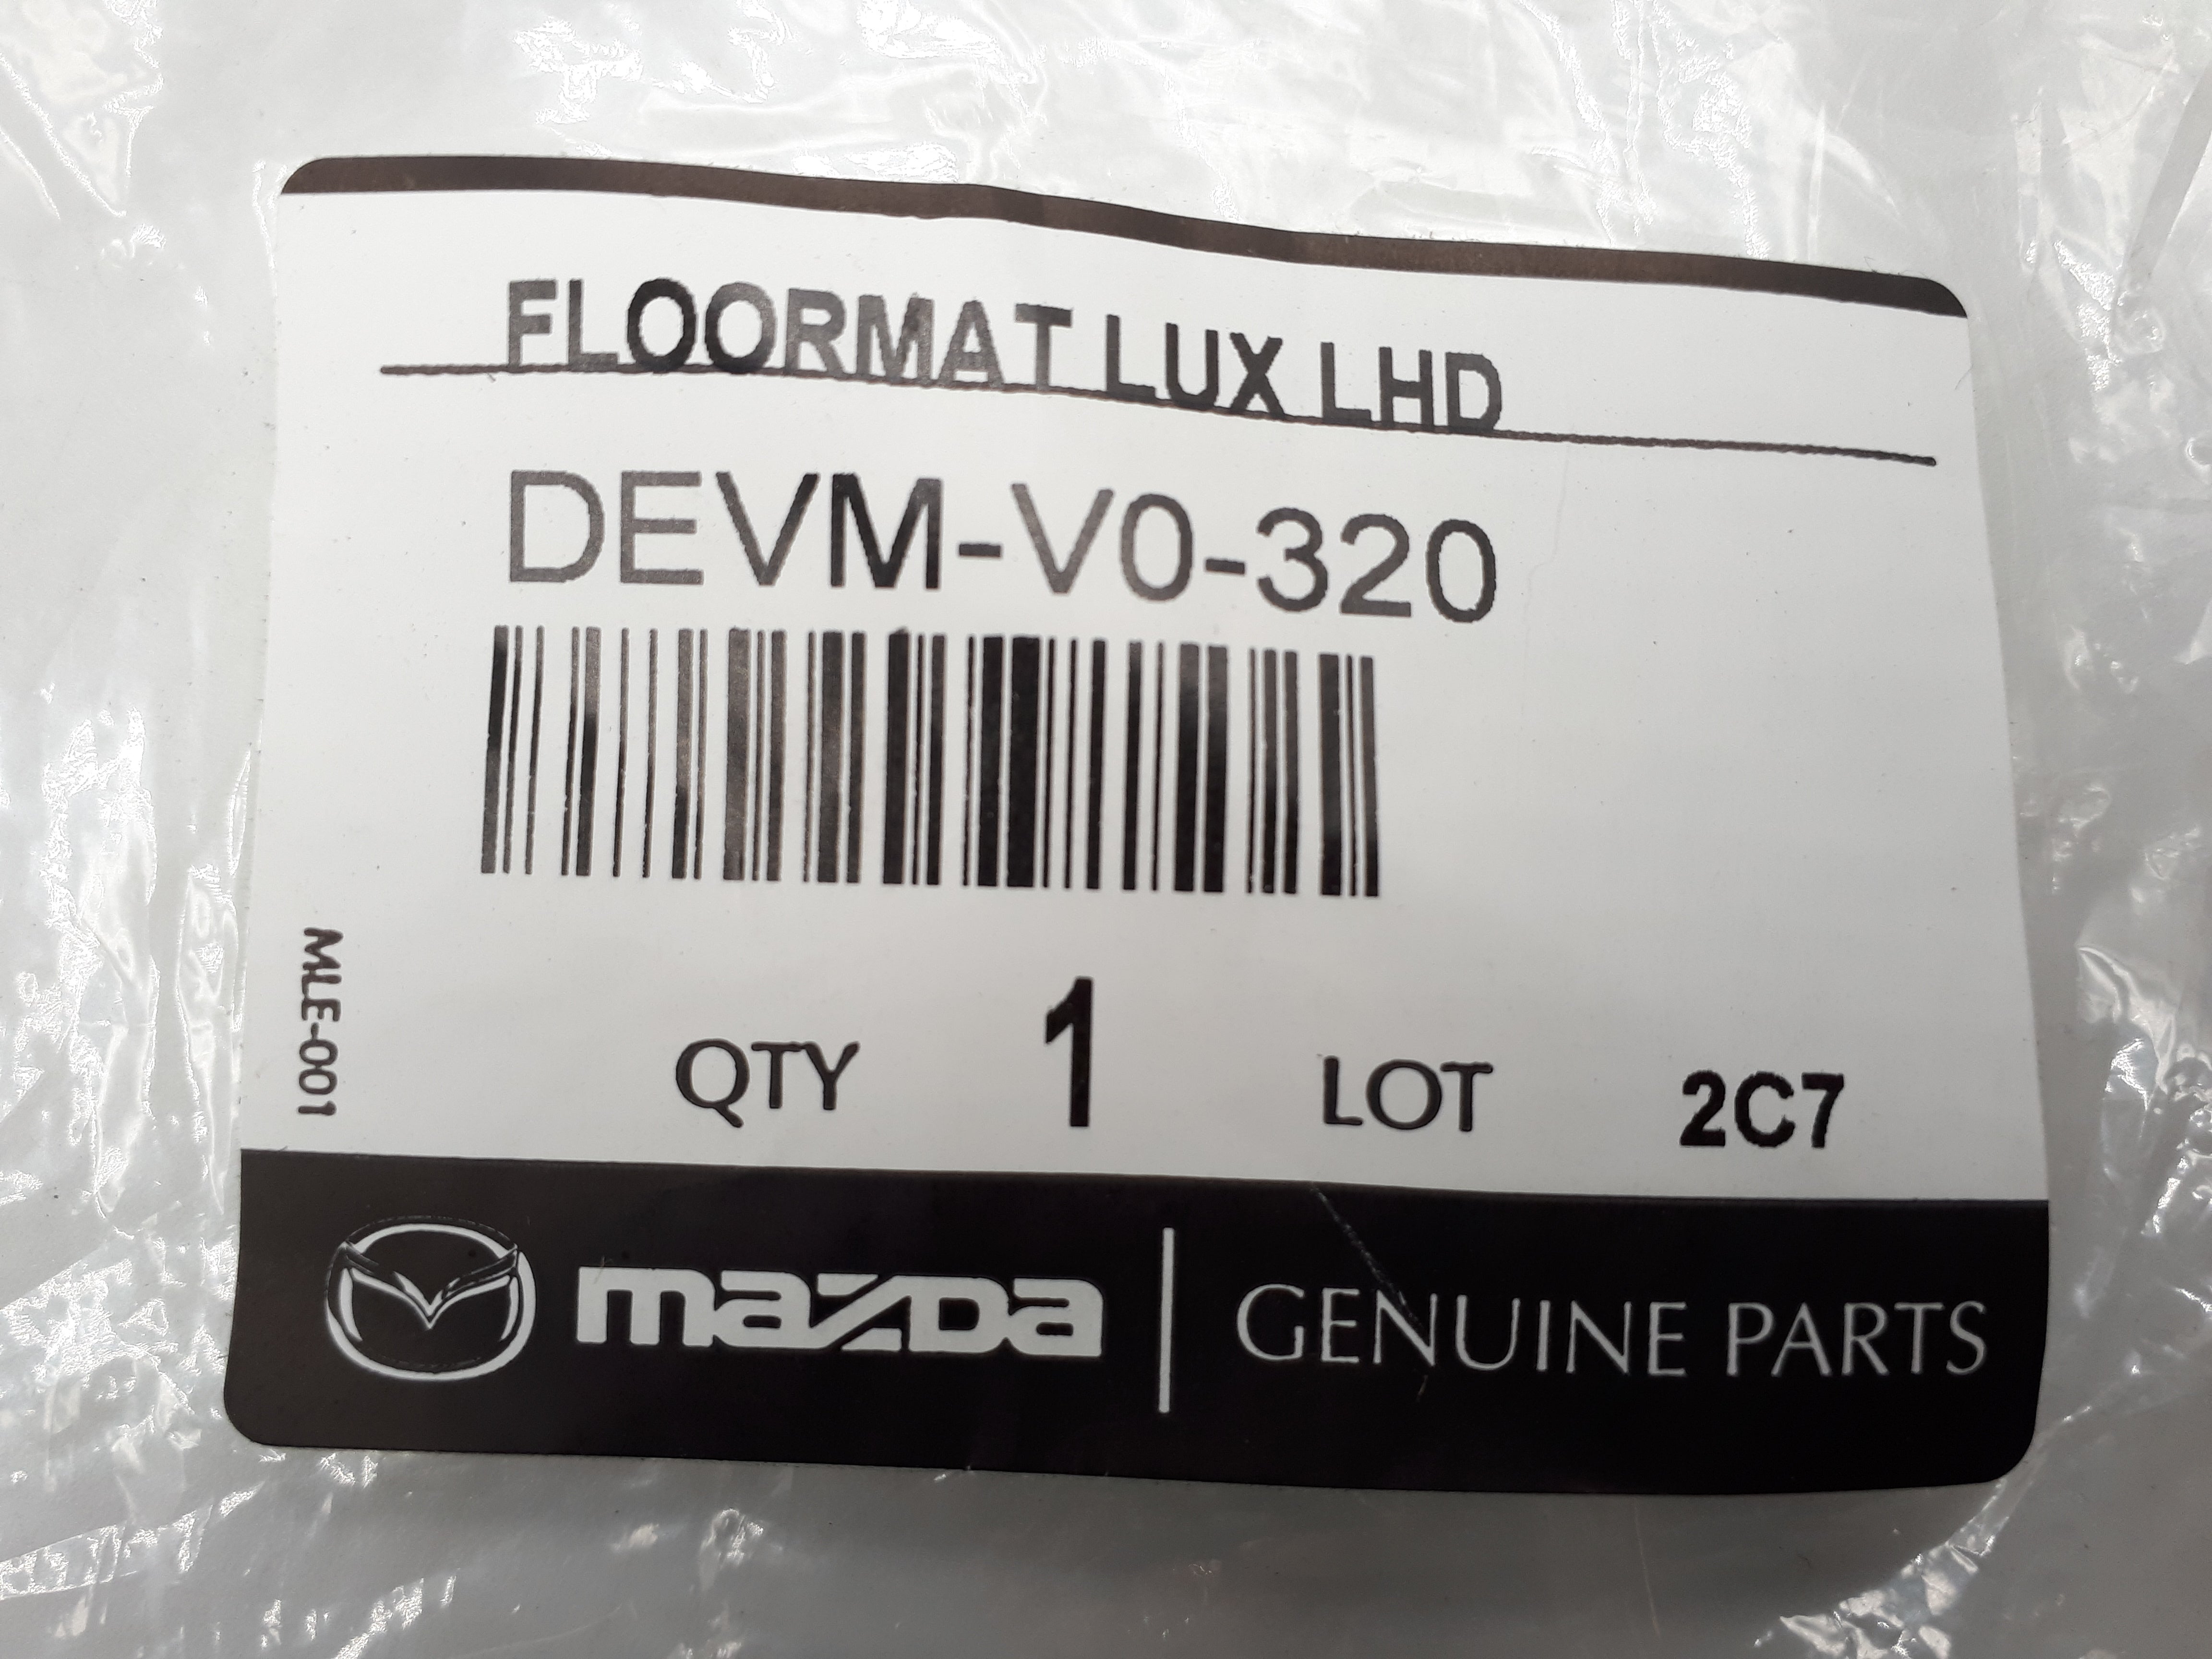 FLOORMAT LUX LHD
DEVM-V0-320
MLE-001
QTY 1 LOT 2C7
mazda | GENUINE PARTS